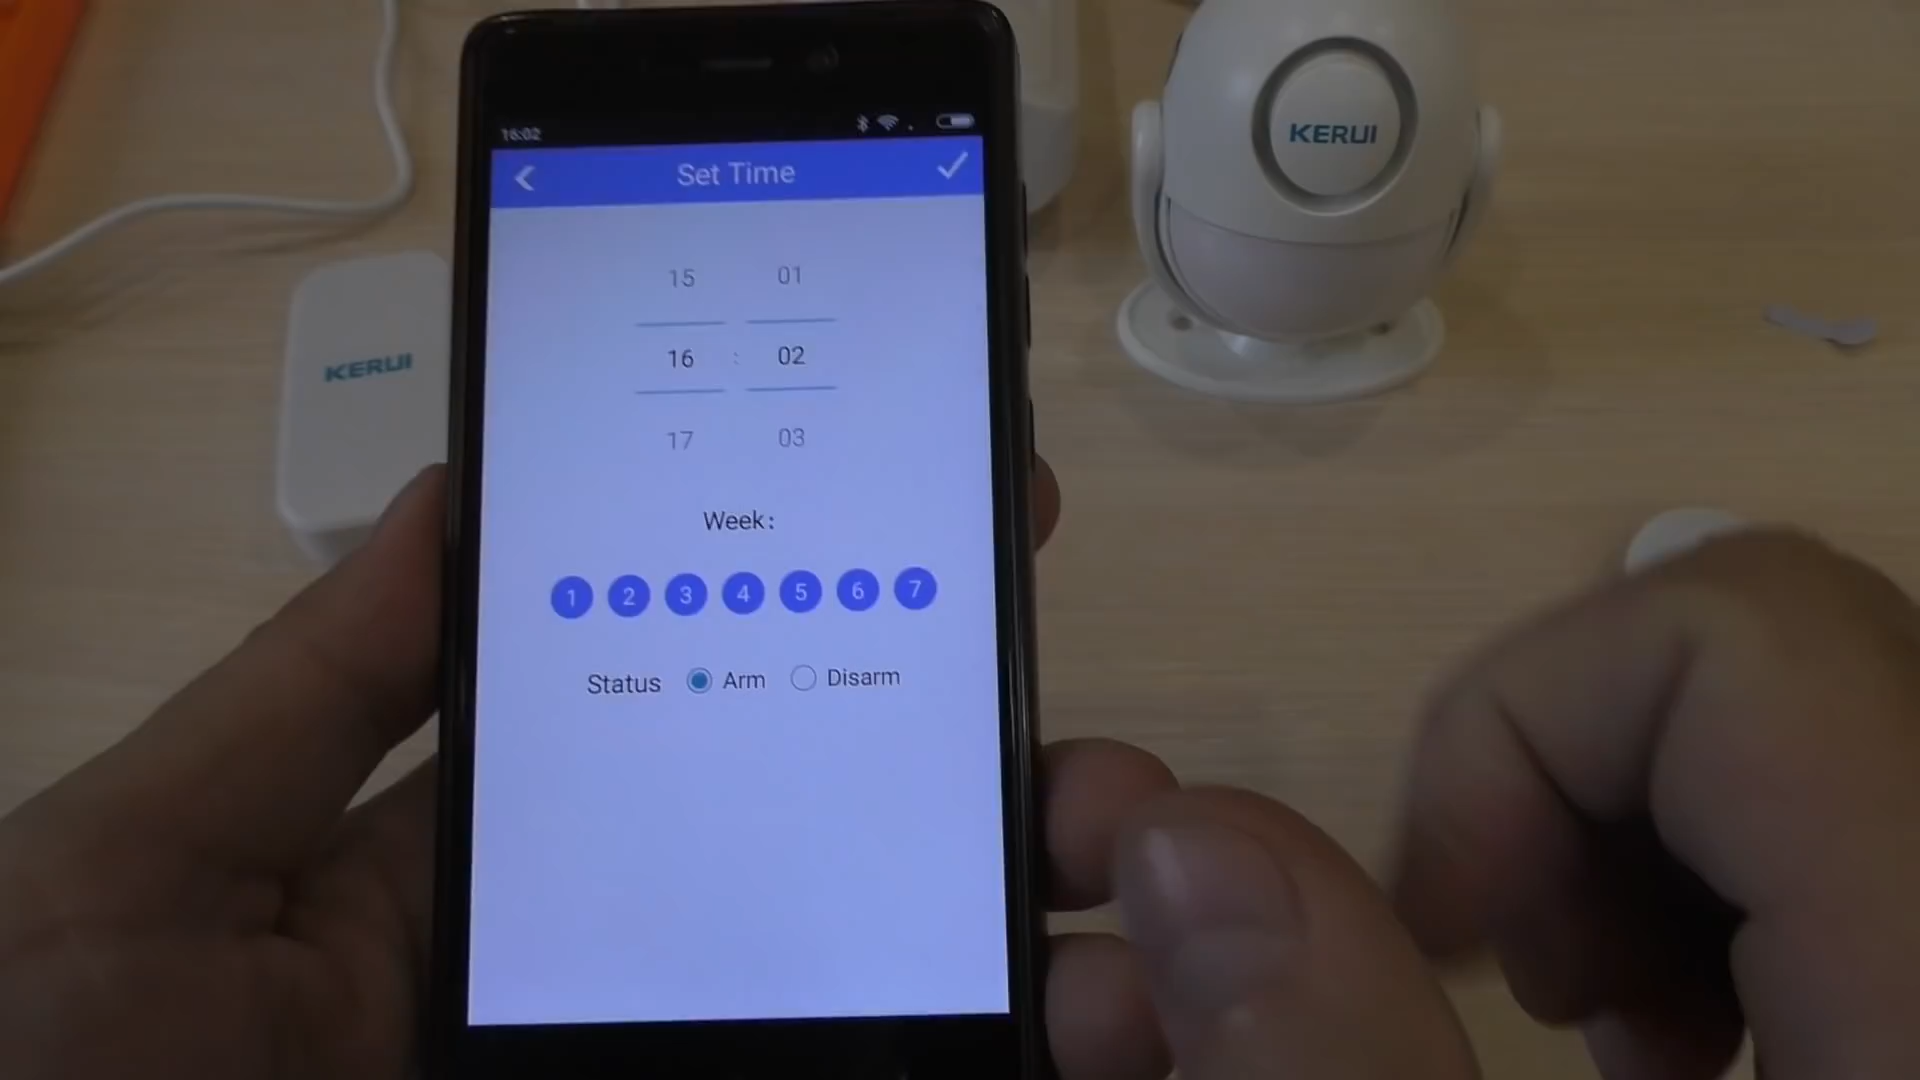 16:02
Set Time
15 01
16 : 02
17 03
Week:
1 2 3 4 5 6 7
Status Arm Disarm
KERUI
KERUI